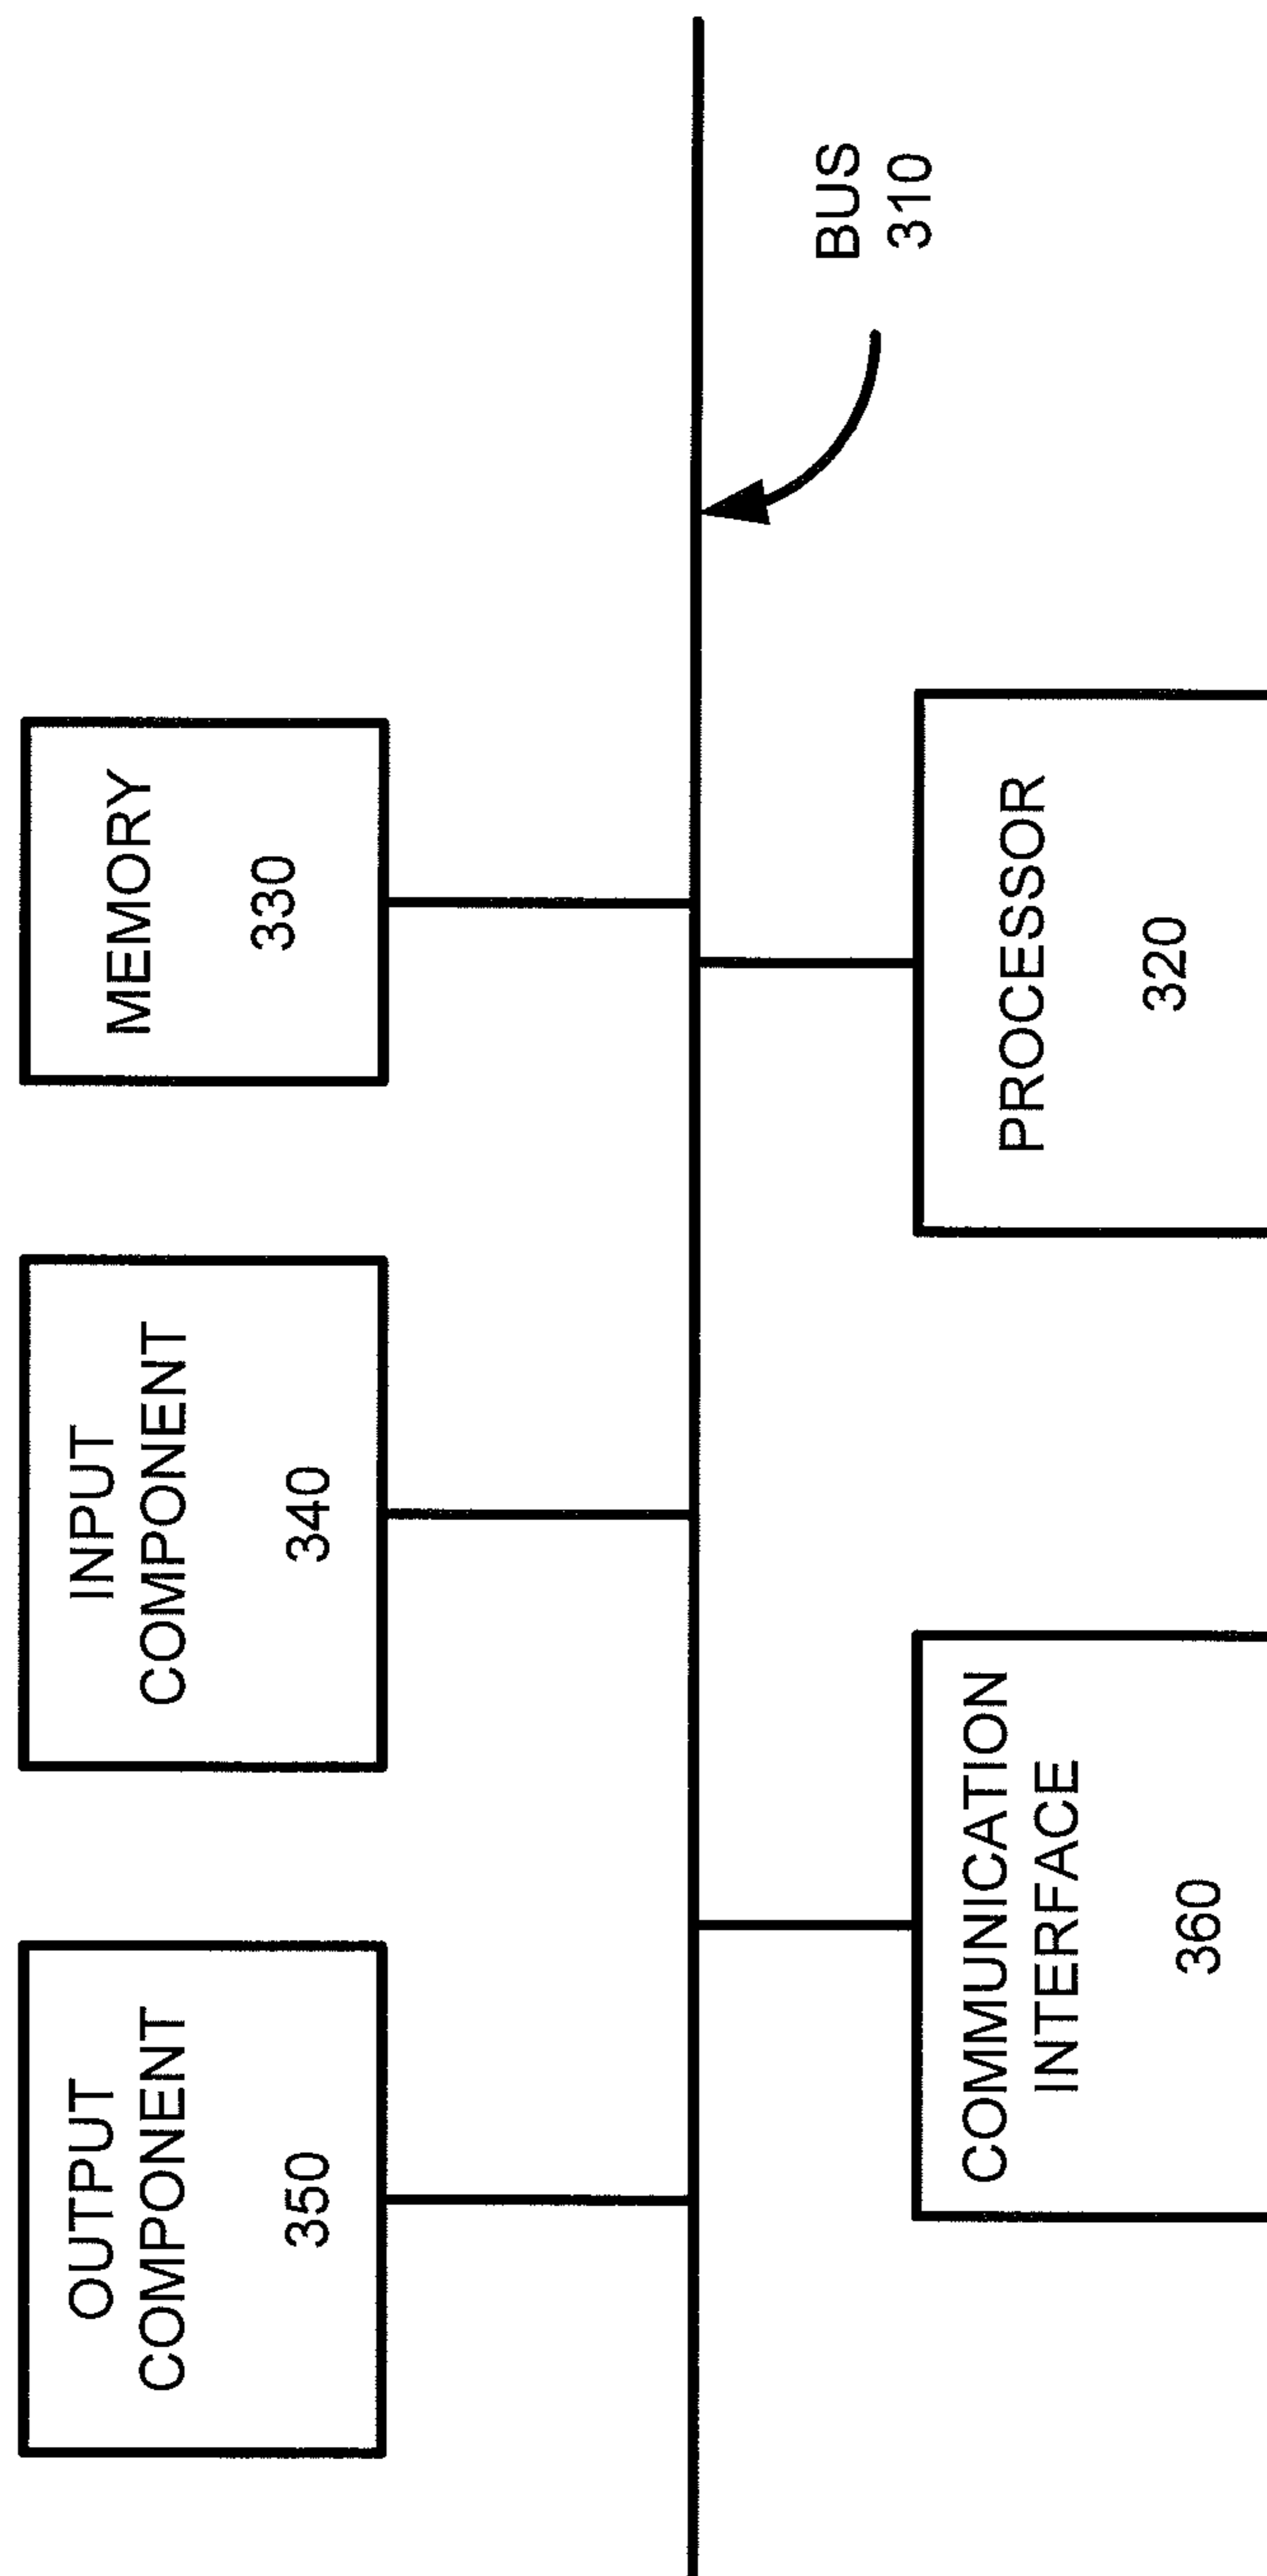 OUTPUT
COMPONENT
350
INPUT
COMPONENT
340
MEMORY
330
BUS
310
COMMUNICATION
INTERFACE
360
PROCESSOR
320